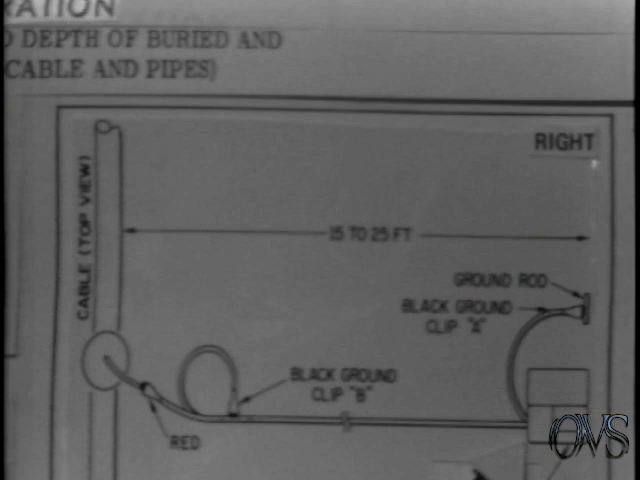 RATION
D DEPTH OF BURIED AND
CABLE AND PIPES)
RIGHT
CABLE (TOP VIEW)
15 TO 25 FT
GROUND ROD
BLACK GROUND
CLIP "A"
BLACK GROUND
CLIP "B"
RED
OVS